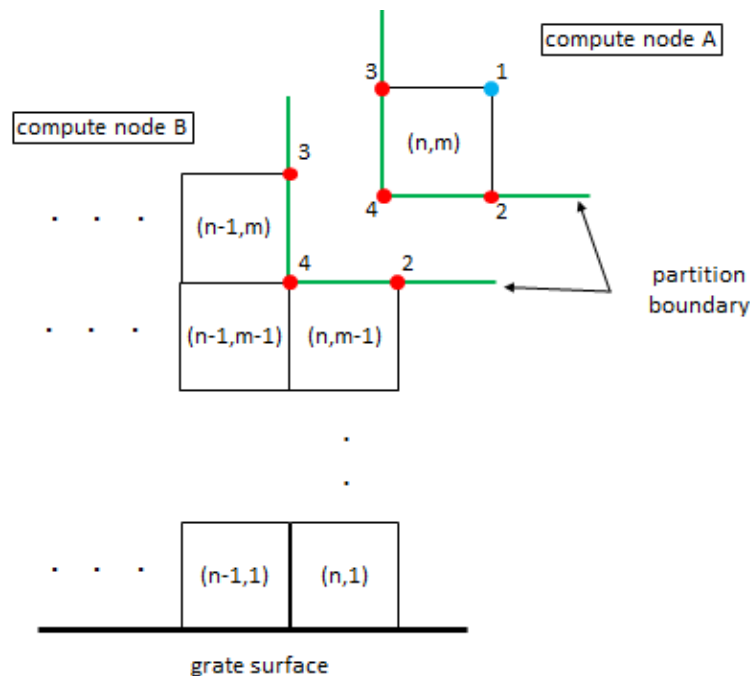 compute node A
3
1
compute node B
(n,m)
3
4
2
. . .
(n-1,m)
4
2
partition
boundary
. . .
(n-1,m-1)
(n,m-1)
.
.
. . .
(n-1,1)
(n,1)
grate surface